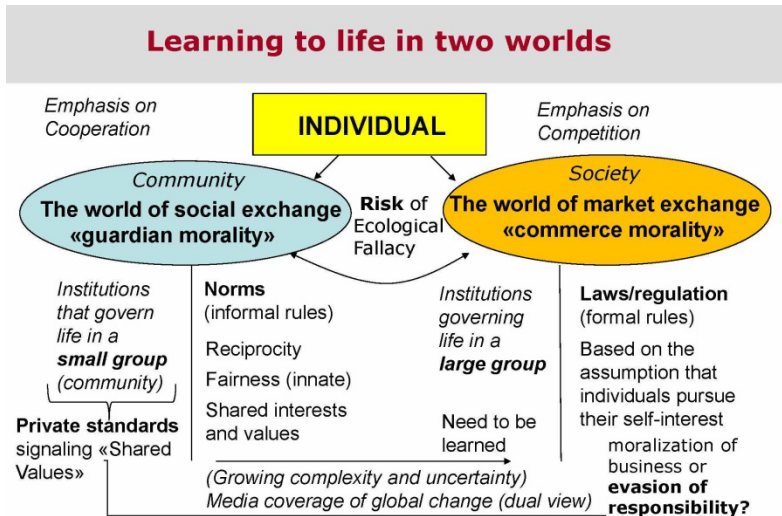 Learning to life in two worlds
Emphasis on
Cooperation
INDIVIDUAL
Emphasis on
Competition
Community
The world of social exchange
«guardian morality»
Risk of
Ecological
Fallacy
Society
The world of market exchange
«commerce morality»
Institutions
that govern
life in a
small group
(community)
Private standards
signaling «Shared
Values»
Norms
(informal rules)
Reciprocity
Fairness (innate)
Shared interests
and values
Institutions
governing
life in a
large group
Need to be
learned
Laws/regulation
(formal rules)
Based on the
assumption that
individuals pursue
their self-interest
moralization of
business or
evasion of
responsibility?
(Growing complexity and uncertainty)
Media coverage of global change (dual view)